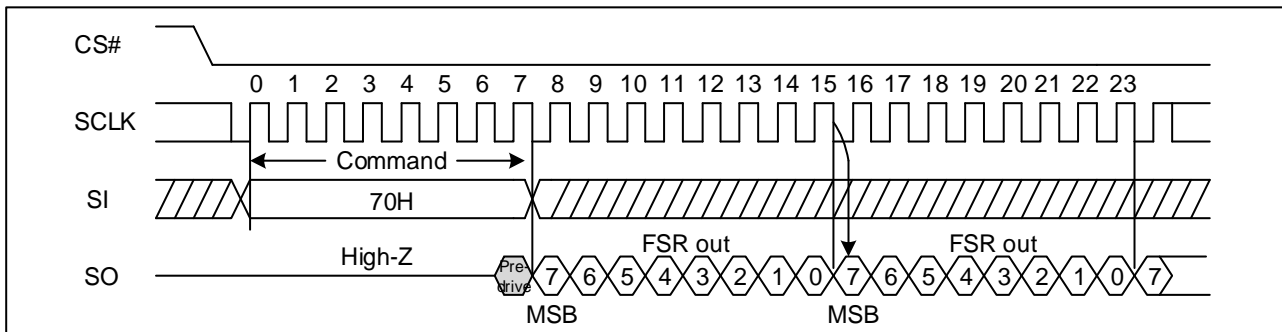 CS#
0 1 2 3 4 5 6 7 8 9 10 11 12 13 14 15 16 17 18 19 20 21 22 23
SCLK
Command
SI
70H
High-Z
FSR out
FSR out
SO
Pre-
drive
7 6 5 4 3 2 1 0 7 6 5 4 3 2 1 0 7
MSB
MSB